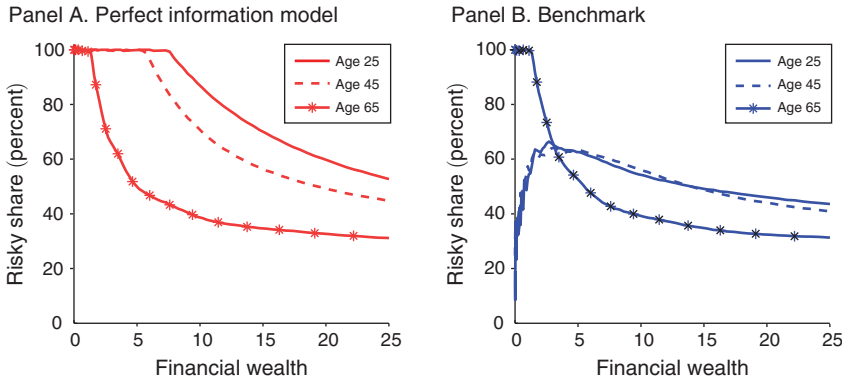 Panel A. Perfect information model
Risky share (percent)
100
80
60
40
20
0
0 5 10 15 20 25
Financial wealth
Age 25
Age 45
Age 65
Panel B. Benchmark
Risky share (percent)
100
80
60
40
20
0
0 5 10 15 20 25
Financial wealth
Age 25
Age 45
Age 65